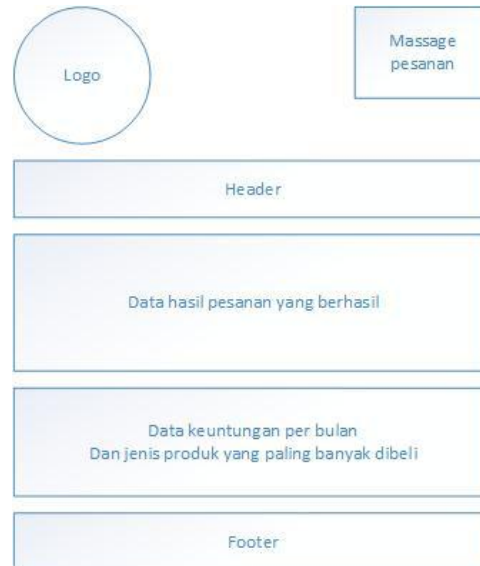 Logo
Massage
pesanan
Header
Data hasil pesanan yang berhasil
Data keuntungan per bulan
Dan jenis produk yang paling banyak dibeli
Footer